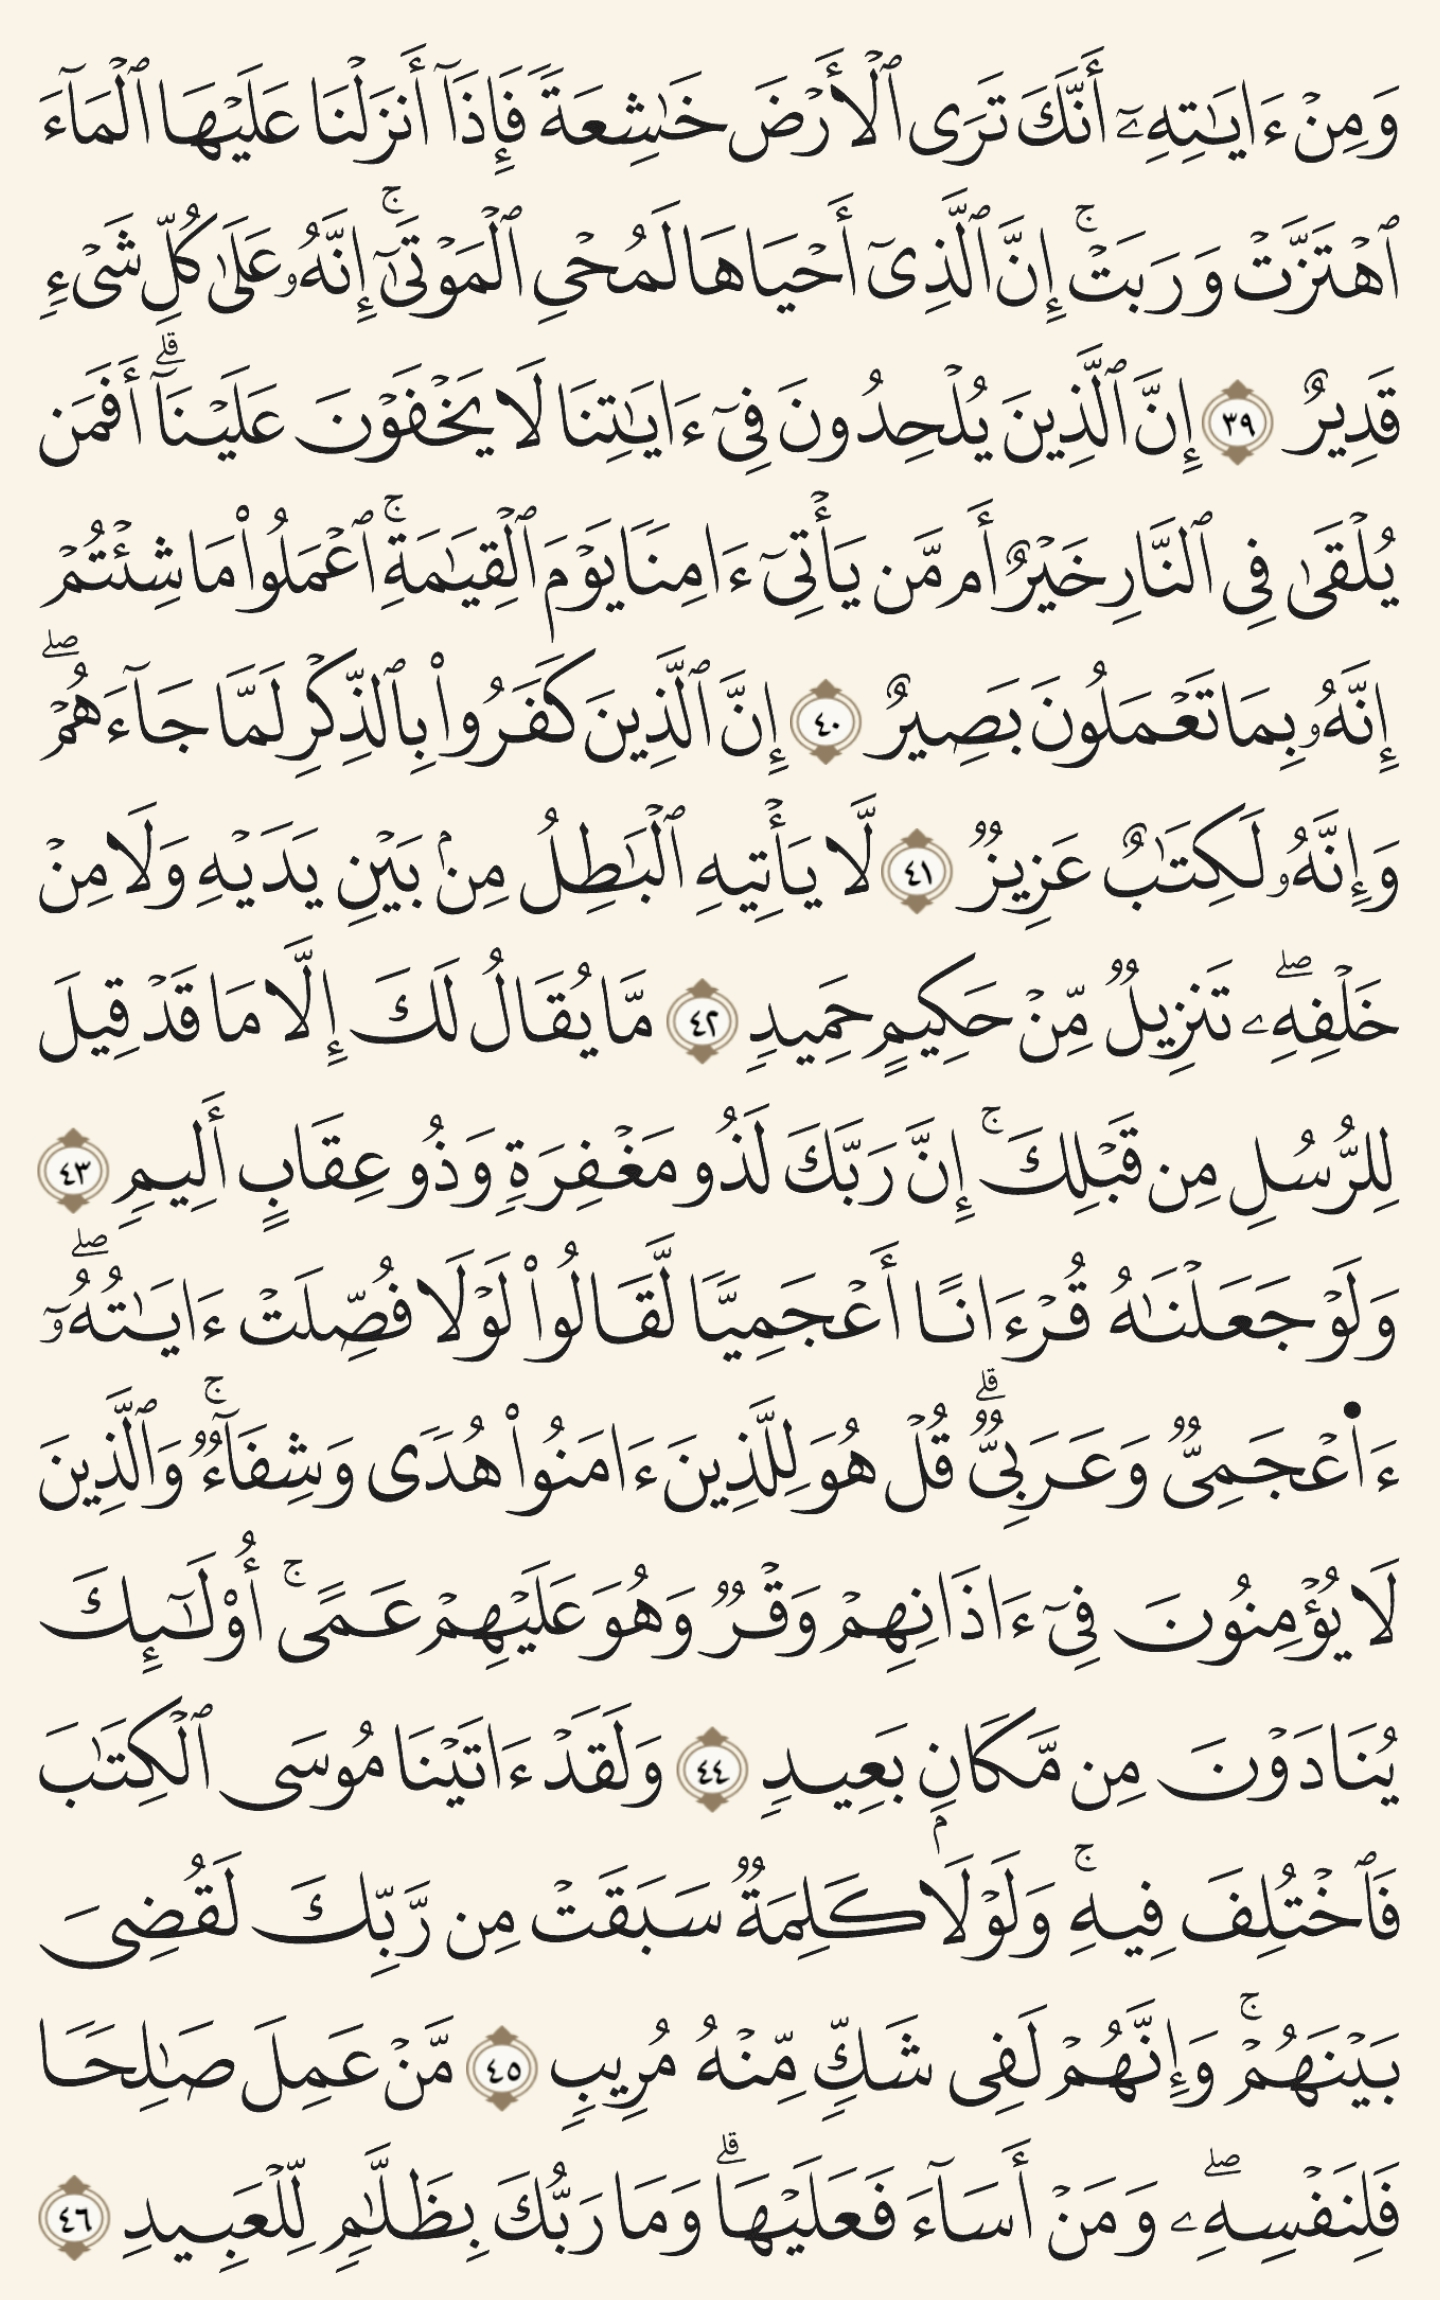 وَمِنْ ءَايَٰتِهِۦٓ أَنَّكَ تَرَى ٱلْأَرْضَ خَٰشِعَةً فَإِذَآ أَنزَلْنَا عَلَيْهَا ٱلْمَآءَ
ٱهْتَزَّتْ وَرَبَتْ ۚ إِنَّ ٱلَّذِىٓ أَحْيَاهَا لَمُحْىِ ٱلْمَوْتَىٰٓ ۚ إِنَّهُۥ عَلَىٰ كُلِّ شَىْءٍ
قَدِيرٌ ٣٩ إِنَّ ٱلَّذِينَ يُلْحِدُونَ فِىٓ ءَايَٰتِنَا لَا يَخْفَوْنَ عَلَيْنَآ ۗ أَفَمَن
يُلْقَىٰ فِى ٱلنَّارِ خَيْرٌ أَم مَّن يَأْتِىٓ ءَامِنًا يَوْمَ ٱلْقِيَٰمَةِ ۚ ٱعْمَلُوا۟ مَا شِئْتُمْ
إِنَّهُۥ بِمَا تَعْمَلُونَ بَصِيرٌ ٤٠ إِنَّ ٱلَّذِينَ كَفَرُوا۟ بِٱلذِّكْرِ لَمَّا جَآءَهُمْ ۖ
وَإِنَّهُۥ لَكِتَٰبٌ عَزِيزٌ ٤١ لَّا يَأْتِيهِ ٱلْبَٰطِلُ مِنۢ بَيْنِ يَدَيْهِ وَلَا مِنْ
خَلْفِهِۦ ۖ تَنزِيلٌ مِّنْ حَكِيمٍ حَمِيدٍ ٤٢ مَّا يُقَالُ لَكَ إِلَّا مَا قَدْ قِيلَ
لِلرُّسُلِ مِن قَبْلِكَ ۚ إِنَّ رَبَّكَ لَذُو مَغْفِرَةٍ وَذُو عِقَابٍ أَلِيمٍ ٤٣
وَلَوْ جَعَلْنَٰهُ قُرْءَانًا أَعْجَمِيًّا لَّقَالُوا۟ لَوْلَا فُصِّلَتْ ءَايَٰتُهُۥٓ ۖ
ءَا۬عْجَمِىٌّ وَعَرَبِىٌّ ۗ قُلْ هُوَ لِلَّذِينَ ءَامَنُوا۟ هُدًى وَشِفَآءٌ ۚ وَٱلَّذِينَ
لَا يُؤْمِنُونَ فِىٓ ءَاذَانِهِمْ وَقْرٌ وَهُوَ عَلَيْهِمْ عَمًى ۚ أُو۟لَٰٓئِكَ
يُنَادَوْنَ مِن مَّكَانٍۭ بَعِيدٍ ٤٤ وَلَقَدْ ءَاتَيْنَا مُوسَى ٱلْكِتَٰبَ
فَٱخْتُلِفَ فِيهِ ۚ وَلَوْلَا كَلِمَةٌ سَبَقَتْ مِن رَّبِّكَ لَقُضِىَ
بَيْنَهُمْ ۚ وَإِنَّهُمْ لَفِى شَكٍّ مِّنْهُ مُرِيبٍ ٤٥ مَّنْ عَمِلَ صَٰلِحًا
فَلِنَفْسِهِۦ ۖ وَمَنْ أَسَآءَ فَعَلَيْهَا ۗ وَمَا رَبُّكَ بِظَلَّٰمٍ لِّلْعَبِيدِ ٤٦